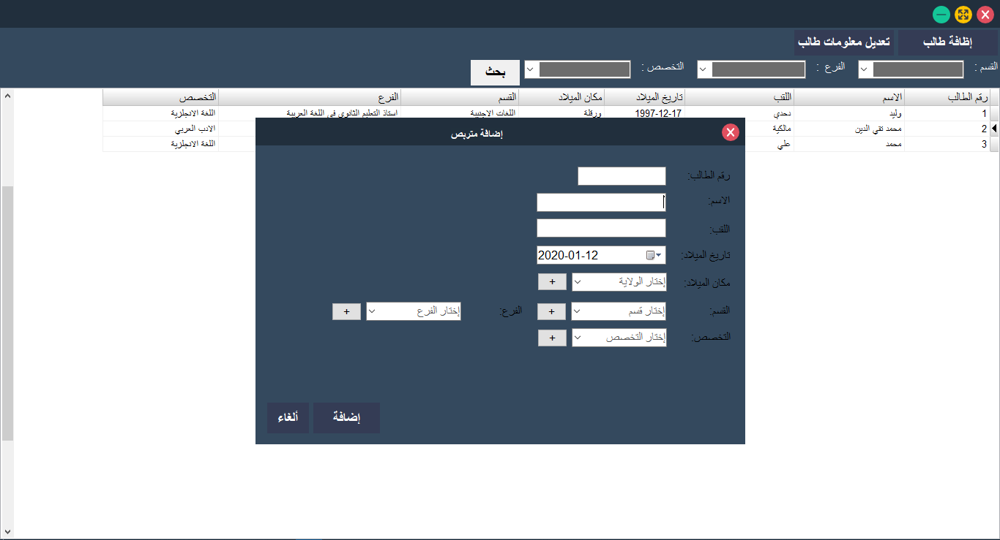 إظافة طالب
تعديل معلومات طالب
القسم :
الفرع :
التخصص :
بحث
رقم الطالب الاسم اللقب تاريخ الميلاد مكان الميلاد القسم الفرع التخصص
1 وليد دحدي 1997-12-17 ورقلة اللغات الاجنبية استاذ التعليم الثانوي في اللغة العربية اللغة الانجلزية
2 محمد تقي الدين مالكية الادب العربي
3 محمد علي اللغة الانجلزية
إضافة متربص
رقم الطالب:
الاسم:
اللقب:
تاريخ الميلاد: 2020-01-12
مكان الميلاد: إختار الولاية +
القسم: إختار قسم + الفرع: إختار الفرع +
التخصص: إختار التخصص +
إضافة
ألغاء